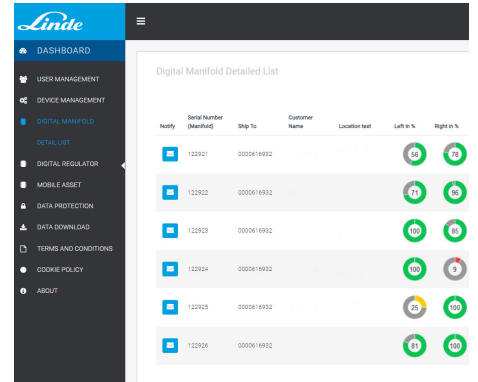 Linde
DASHBOARD
USER MANAGEMENT
DEVICE MANAGEMENT
DIGITAL MANIFOLD
DETAIL LIST
DIGITAL REGULATOR
MOBILE ASSET
DATA PROTECTION
DATA DOWNLOAD
TERMS AND CONDITIONS
COOKIE POLICY
ABOUT
Digital Manifold Detailed List
Notify Serial Number (Manifold) Ship To Customer Name Location text Left in % Right in %
122921 0000616932 56 78
122922 0000616932 71 96
122923 0000616932 100 85
122924 0000616932 100 9
122925 0000616932 25 100
122926 0000616932 81 100